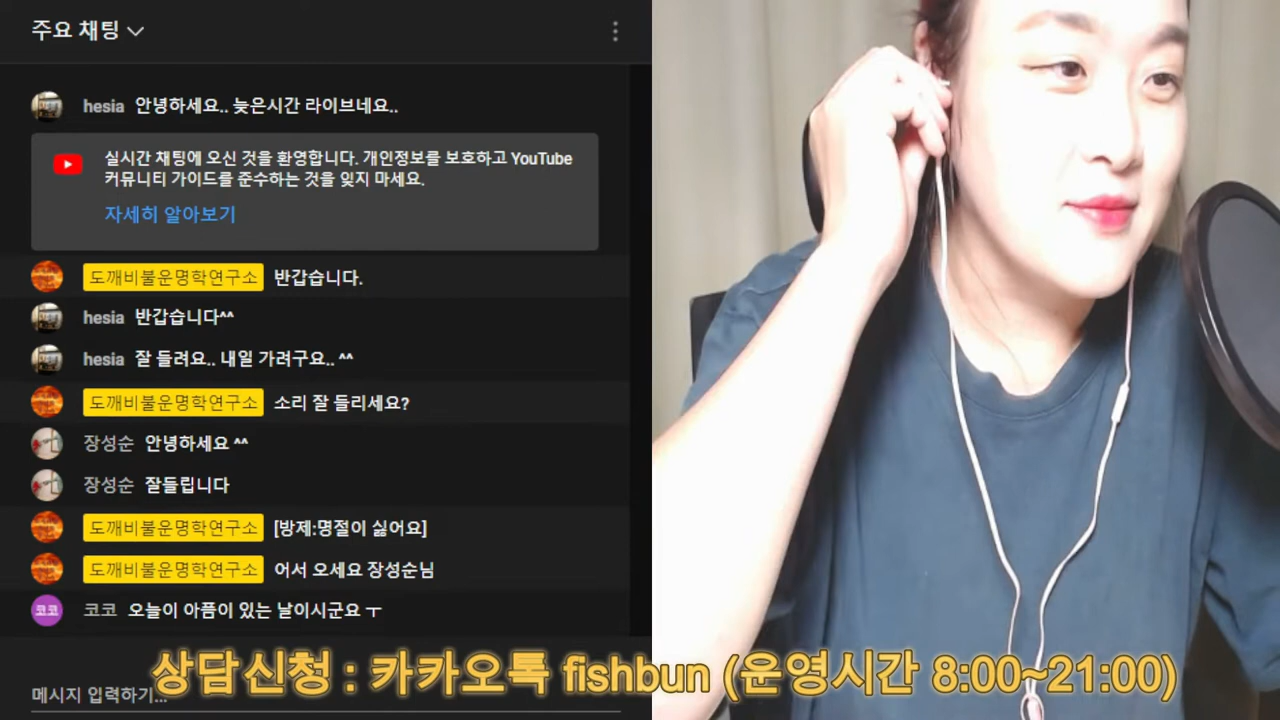 주요 채팅
hesia 안녕하세요.. 늦은시간 라이브네요..
실시간 채팅에 오신 것을 환영합니다. 개인정보를 보호하고 YouTube
커뮤니티 가이드를 준수하는 것을 잊지 마세요.
자세히 알아보기
도깨비불운명학연구소 반갑습니다.
hesia 반갑습니다^^
hesia 잘 들려요.. 내일 가려구요.. ^^
도깨비불운명학연구소 소리 잘 들리세요?
장성순 안녕하세요 ^^
장성순 잘들립니다
도깨비불운명학연구소 [방제:명절이 싫어요]
도깨비불운명학연구소 어서 오세요 장성순님
코코 코코 오늘이 아픔이 있는 날이시군요 ㅜ
상담신청 : 카카오톡 fishbun (운영시간 8:00~21:00)
메시지 입력하기...